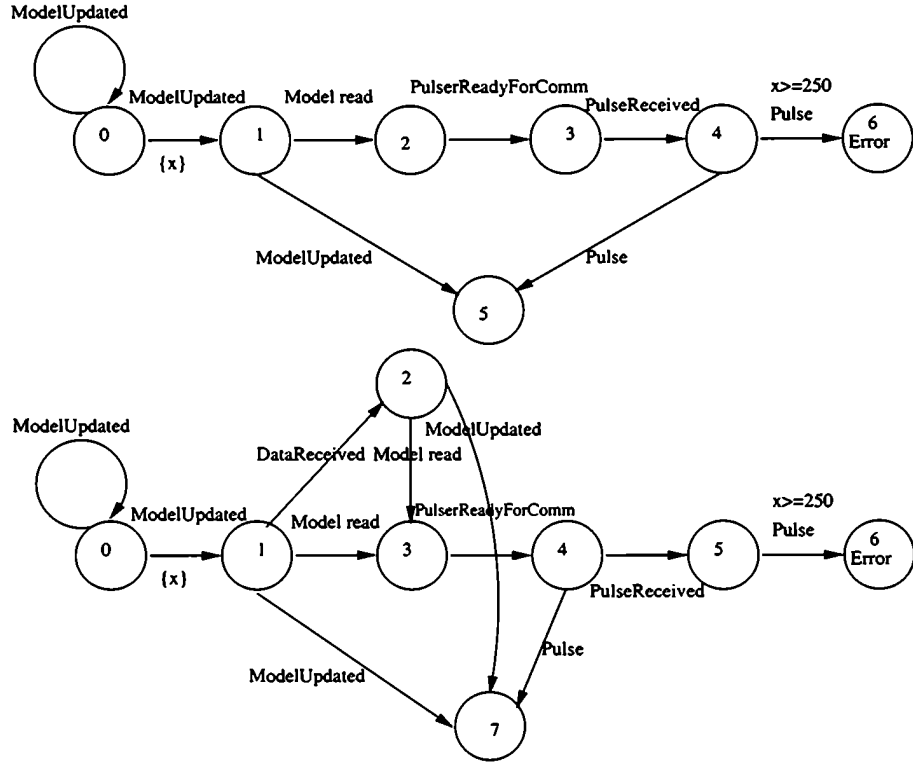 ModelUpdated
ModelUpdated
Model read
PulserReadyForComm
PulseReceived
x>=250
Pulse
0
1
2
3
4
6
Error
{x}
ModelUpdated
Pulse
5
2
ModelUpdated
ModelUpdated
DataReceived
Model read
ModelUpdated
Model read
PulserReadyForComm
x>=250
Pulse
0
1
3
4
5
6
Error
{x}
PulseReceived
ModelUpdated
Pulse
7